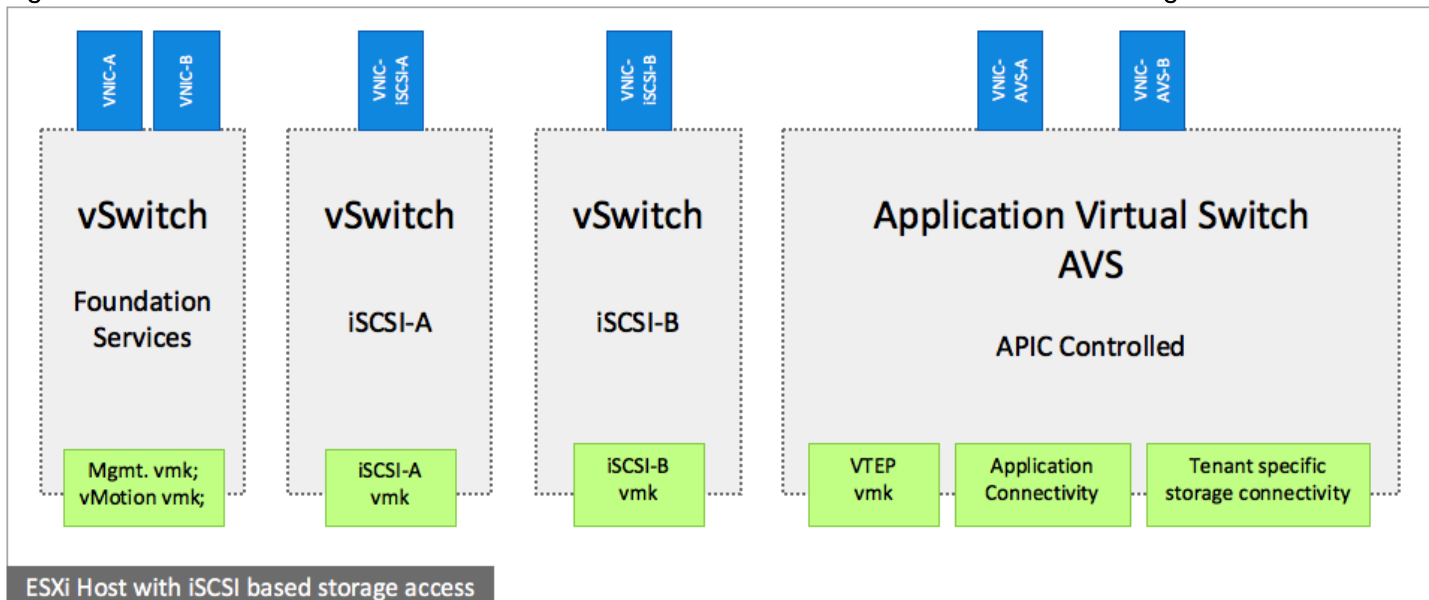 VNIC-A
VNIC-B
VNIC-
iSCSI-A
VNIC-
iSCSI-B
VNIC-
AVS-A
VNIC-
AVS-B
vSwitch
Foundation
Services
Mgmt. vmk;
vMotion vmk;
vSwitch
iSCSI-A
iSCSI-A
vmk
vSwitch
iSCSI-B
iSCSI-B
vmk
Application Virtual Switch
AVS
APIC Controlled
VTEP
vmk
Application
Connectivity
Tenant specific
storage connectivity
ESXi Host with iSCSI based storage access